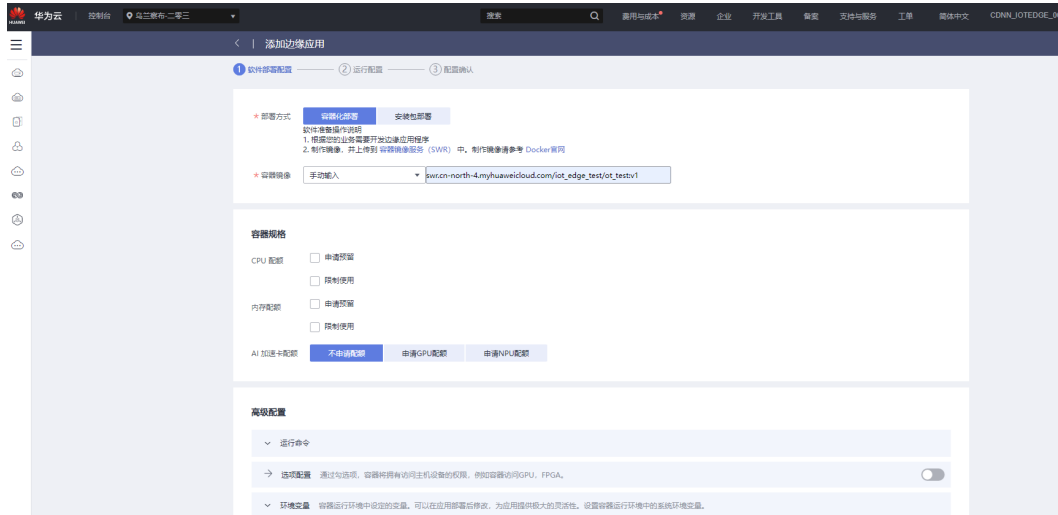 HUAWEI 华为云 控制台 乌兰察布-二零三 搜索 费用与成本 资源 企业 开发工具 备案 支持与服务 工单 简体中文 CDNN_IOTEDGE_0
添加边缘应用
1 软件部署配置 2 运行配置 3 配置确认
* 部署方式 容器化部署 安装包部署
软件准备操作说明
1. 根据您的业务需要开发边缘应用程序
2. 制作镜像，并上传到 容器镜像服务（SWR） 中。制作镜像请参考 Docker官网
* 容器镜像 手动输入 swr.cn-north-4.myhuaweicloud.com/iot_edge_test/ot_test:v1
容器规格
CPU 配额 申请预留
限制使用
内存配额 申请预留
限制使用
AI 加速卡配额 不申请配额 申请GPU配额 申请NPU配额
高级配置
运行命令
选项配置 通过勾选项，容器将拥有访问主机设备的权限，例如容器访问GPU、FPGA。
环境变量 容器运行环境中设定的变量。可以在应用部署后修改，为应用提供极大的灵活性。设置容器运行环境中的系统环境变量。